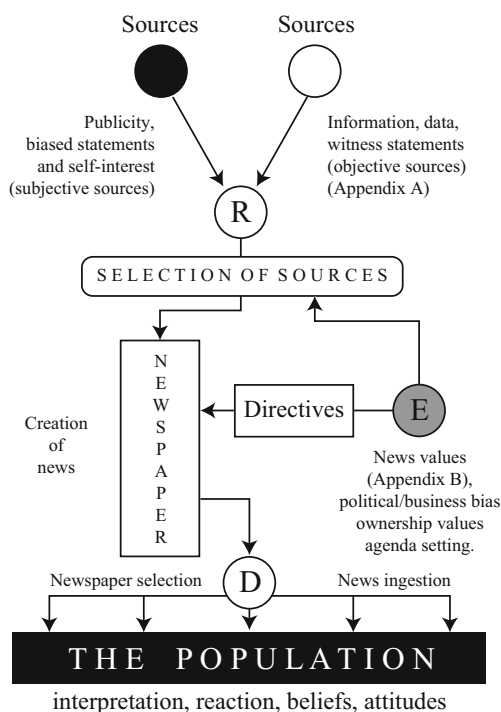 Sources
Sources
Publicity,
biased statements
and self-interest
(subjective sources)
Information, data,
witness statements
(objective sources)
(Appendix A)
R
SELECTION OF SOURCES
NEWSPAPER
Creation
of
news
Directives
E
News values
(Appendix B),
political/business bias
ownership values
agenda setting.
Newspaper selection
D
News ingestion
THE POPULATION
interpretation, reaction, beliefs, attitudes